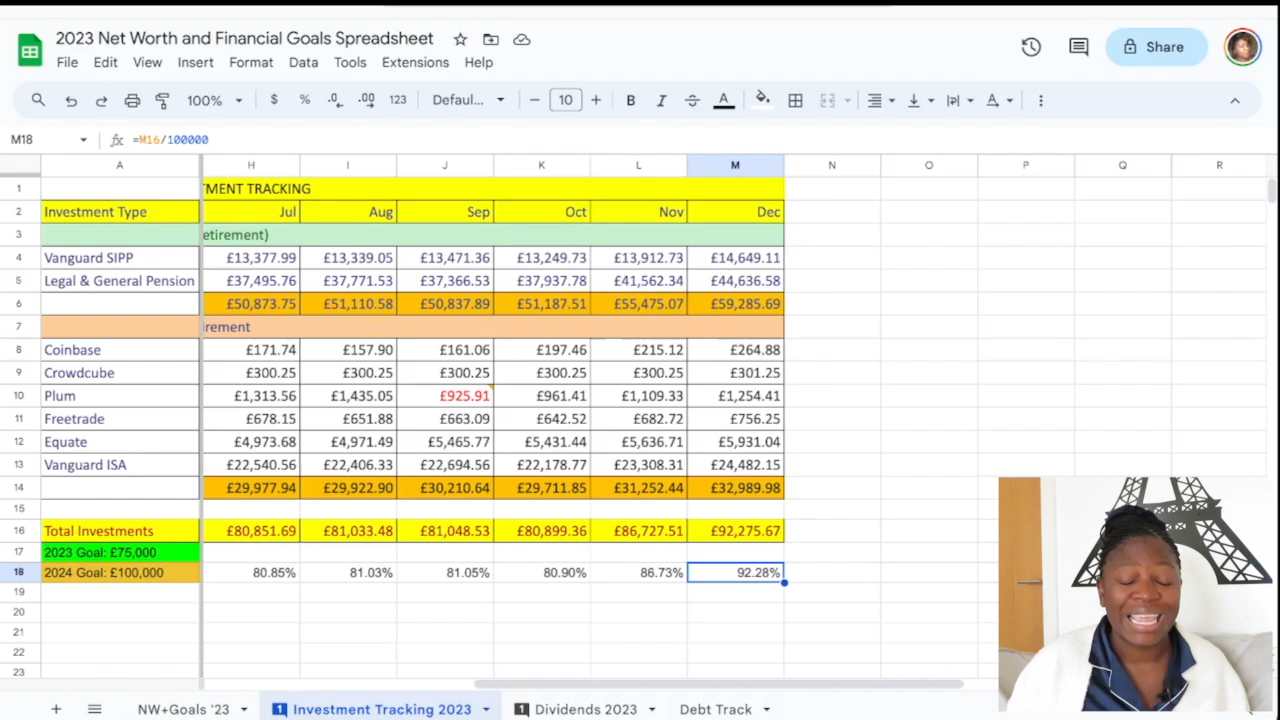 2023 Net Worth and Financial Goals Spreadsheet
File Edit View Insert Format Data Tools Extensions Help
Share
100% $ % .0 .00 123 Defaul... - 10 + B I A
M18 fx =M16/100000
A H I J K L M N O P Q R
1 TMENT TRACKING
2 Investment Type Jul Aug Sep Oct Nov Dec
3 etirement)
4 Vanguard SIPP £13,377.99 £13,339.05 £13,471.36 £13,249.73 £13,912.73 £14,649.11
5 Legal & General Pension £37,495.76 £37,771.53 £37,366.53 £37,937.78 £41,562.34 £44,636.58
6 £50,873.75 £51,110.58 £50,837.89 £51,187.51 £55,475.07 £59,285.69
7 irement
8 Coinbase £171.74 £157.90 £161.06 £197.46 £215.12 £264.88
9 Crowdcube £300.25 £300.25 £300.25 £300.25 £300.25 £301.25
10 Plum £1,313.56 £1,435.05 £925.91 £961.41 £1,109.33 £1,254.41
11 Freetrade £678.15 £651.88 £663.09 £642.52 £682.72 £756.25
12 Equate £4,973.68 £4,971.49 £5,465.77 £5,431.44 £5,636.71 £5,931.04
13 Vanguard ISA £22,540.56 £22,406.33 £22,694.56 £22,178.77 £23,308.31 £24,482.15
14 £29,977.94 £29,922.90 £30,210.64 £29,711.85 £31,252.44 £32,989.98
15
16 Total Investments £80,851.69 £81,033.48 £81,048.53 £80,899.36 £86,727.51 £92,275.67
17 2023 Goal: £75,000
18 2024 Goal: £100,000 80.85% 81.03% 81.05% 80.90% 86.73% 92.28%
19
20
21
22
23
+ NW+Goals '23 1 Investment Tracking 2023 1 Dividends 2023 Debt Track